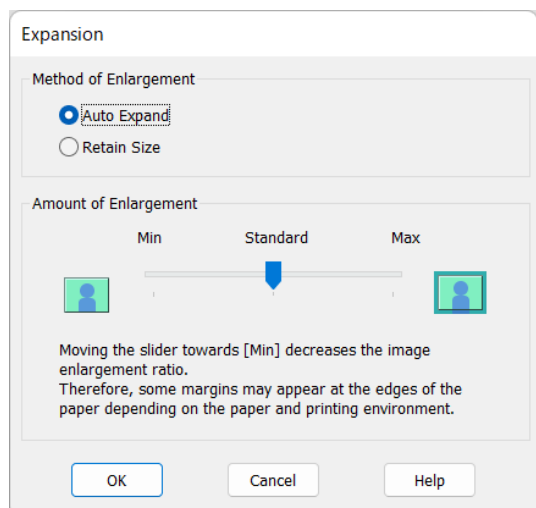 Expansion
Method of Enlargement
Auto Expand
Retain Size
Amount of Enlargement
Min Standard Max
Moving the slider towards [Min] decreases the image
enlargement ratio.
Therefore, some margins may appear at the edges of the
paper depending on the paper and printing environment.
OK Cancel Help